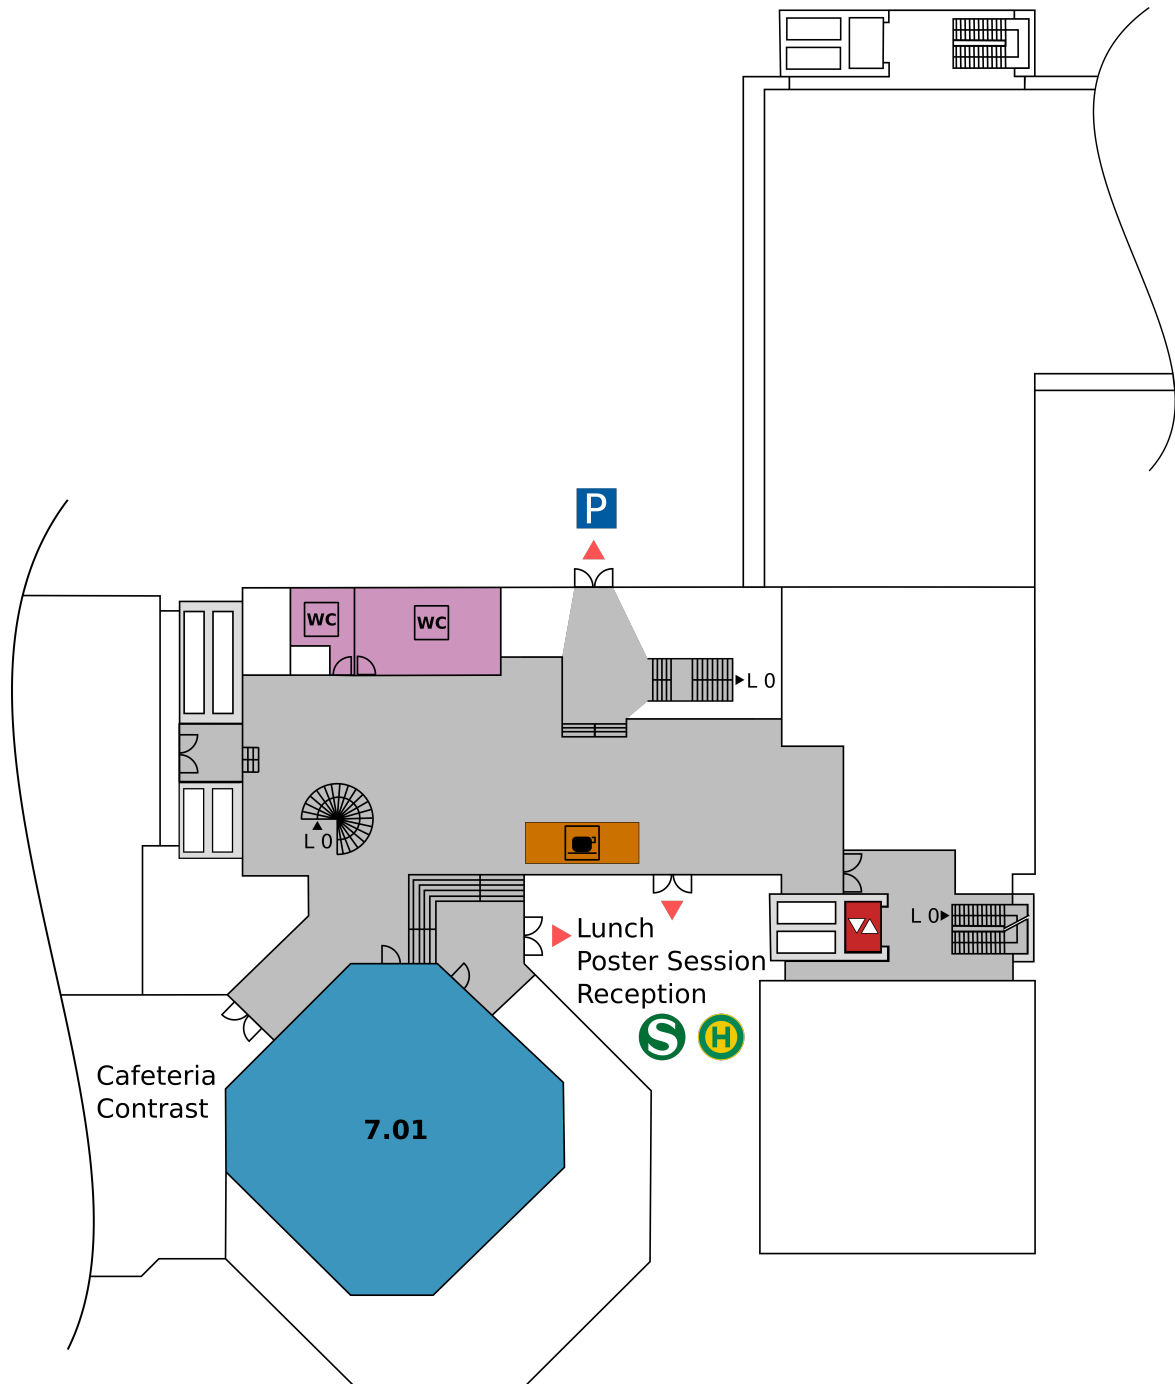 P
WC
WC
L 0
L 0
L 0
Lunch
Poster Session
Reception
S H
Cafeteria
Contrast
7.01